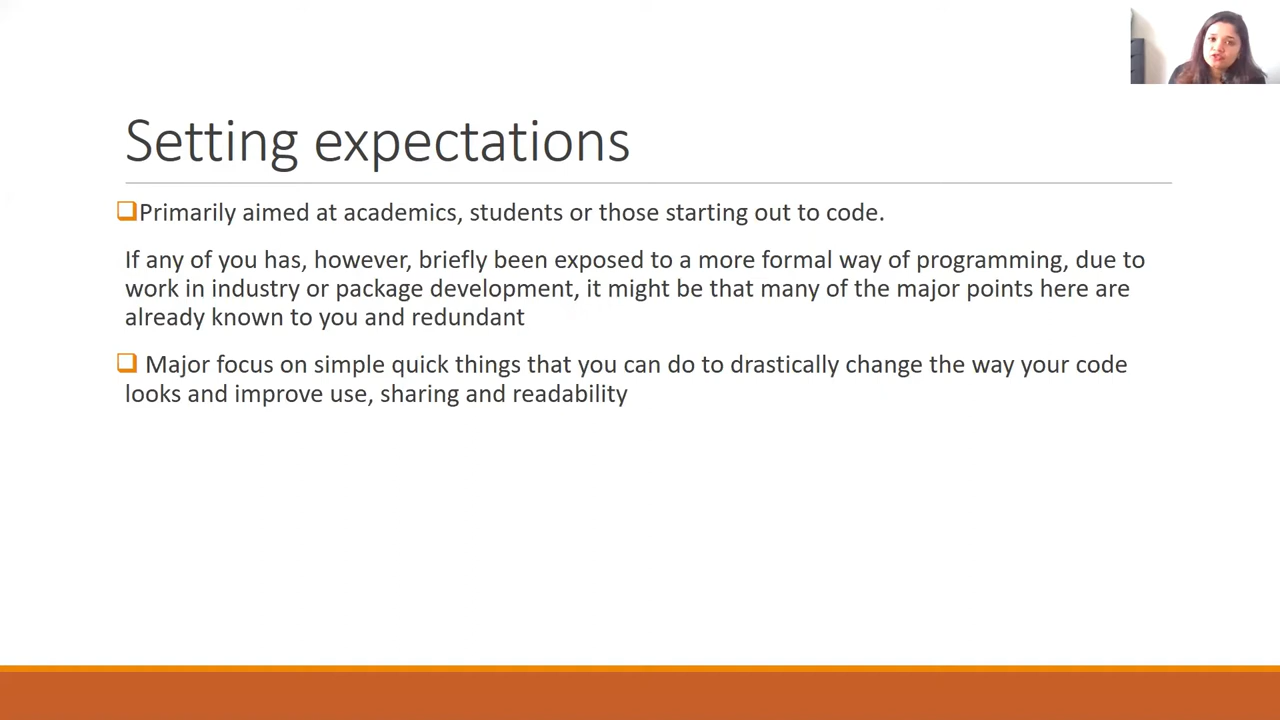 Setting expectations
Primarily aimed at academics, students or those starting out to code.
If any of you has, however, briefly been exposed to a more formal way of programming, due to
work in industry or package development, it might be that many of the major points here are
already known to you and redundant
Major focus on simple quick things that you can do to drastically change the way your code
looks and improve use, sharing and readability